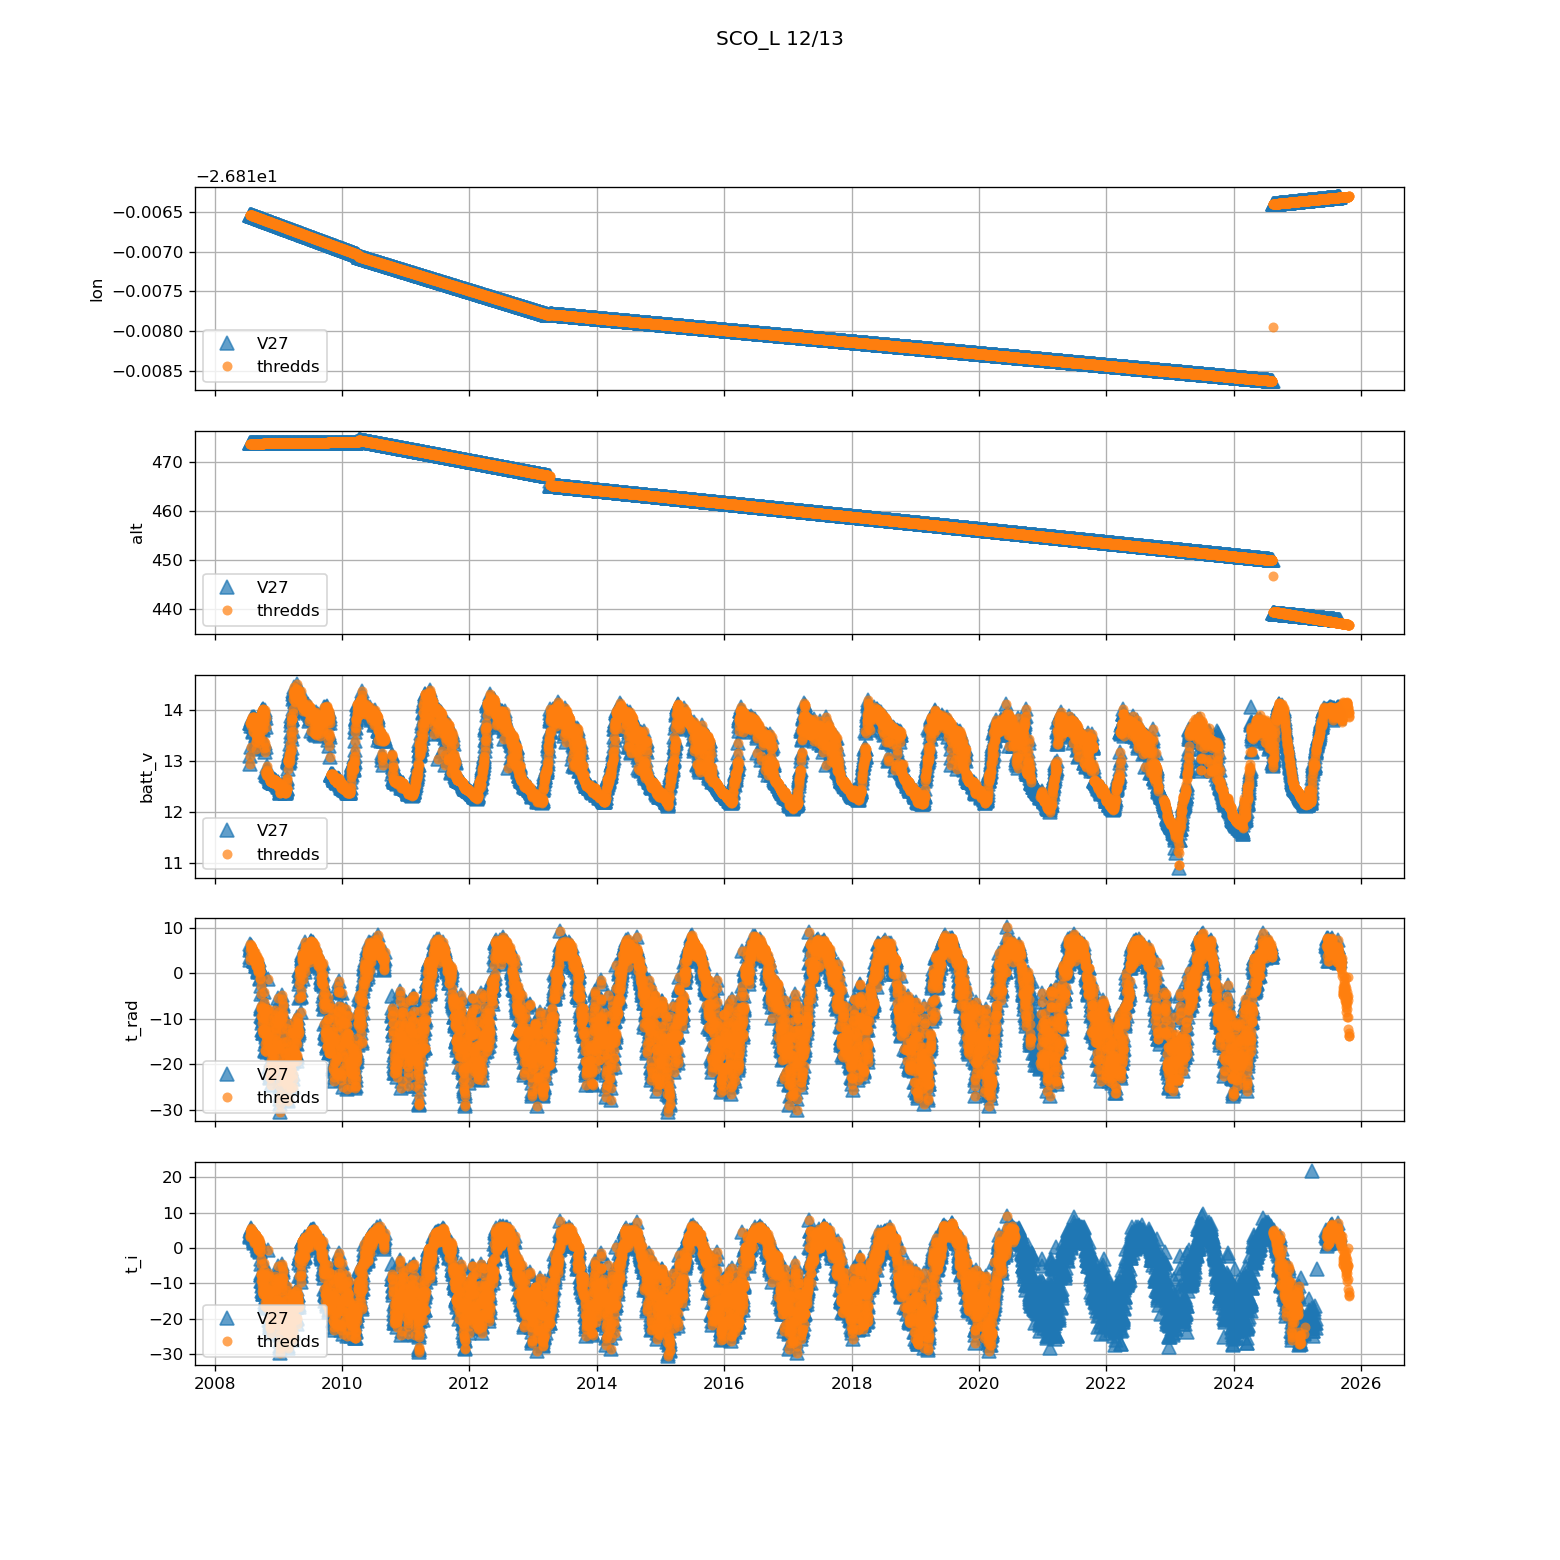 SCO_L 12/13
−2.681e1
−0.0065
−0.0070
−0.0075
−0.0080
−0.0085
lon
V27
thredds
470
460
450
440
alt
V27
thredds
14
13
12
11
batt_v
V27
thredds
10
0
−10
−20
−30
t_rad
V27
thredds
20
10
0
−10
−20
−30
t_i
V27
thredds
2008 2010 2012 2014 2016 2018 2020 2022 2024 2026